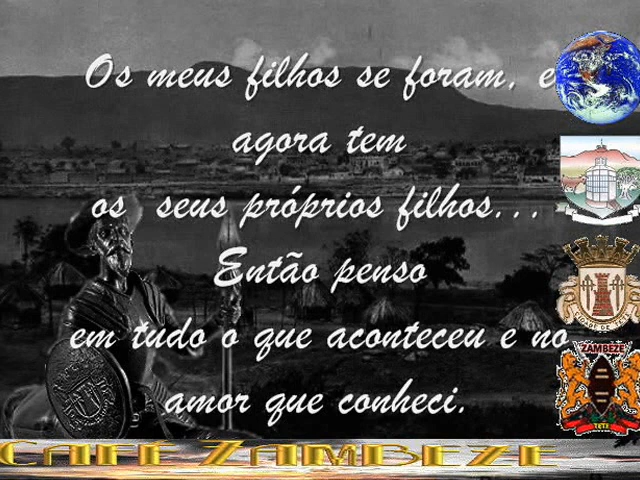 Os meus filhos se foram, e
agora tem
os seus próprios filhos...
Então penso
em tudo o que aconteceu e no
amor que conheci.
ZAMBEZE
TETE
CAFÉ ZAMBEZE